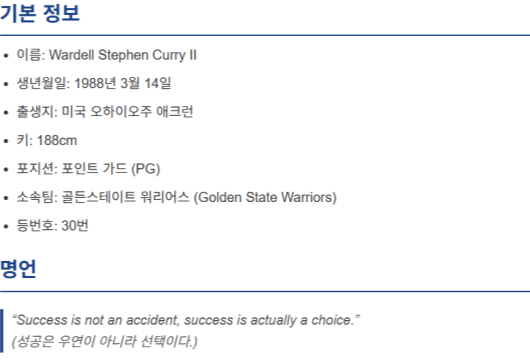 기본 정보
• 이름: Wardell Stephen Curry II
• 생년월일: 1988년 3월 14일
• 출생지: 미국 오하이오주 애크런
• 키: 188cm
• 포지션: 포인트 가드 (PG)
• 소속팀: 골든스테이트 워리어스 (Golden State Warriors)
• 등번호: 30번
명언
“Success is not an accident, success is actually a choice.”
(성공은 우연이 아니라 선택이다.)